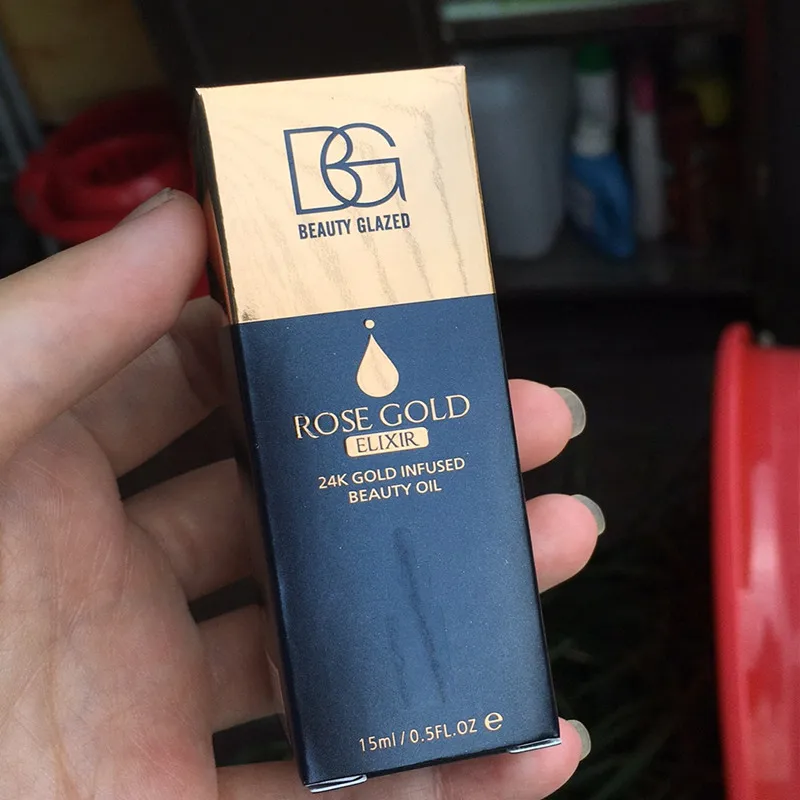 BG
BEAUTY GLAZED
ROSE GOLD
ELIXIR
24K GOLD INFUSED
BEAUTY OIL
15ml / 0.5FL.OZ ℮